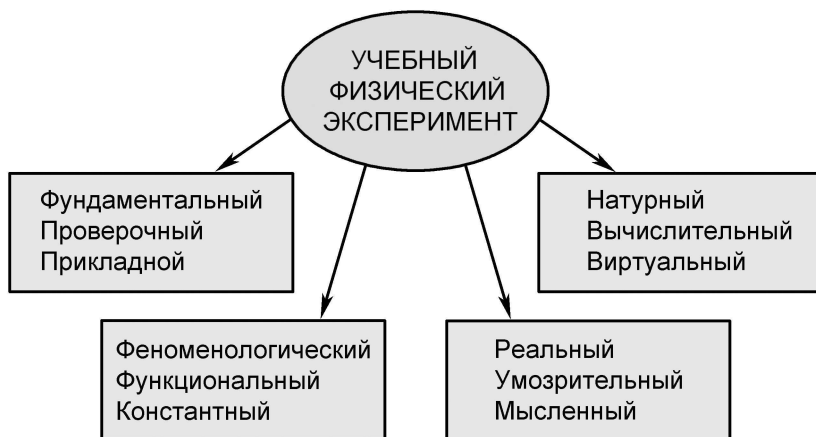 УЧЕБНЫЙ
ФИЗИЧЕСКИЙ
ЭКСПЕРИМЕНТ
Фундаментальный
Проверочный
Прикладной
Натурный
Вычислительный
Виртуальный
Феноменологический
Функциональный
Константный
Реальный
Умозрительный
Мысленный